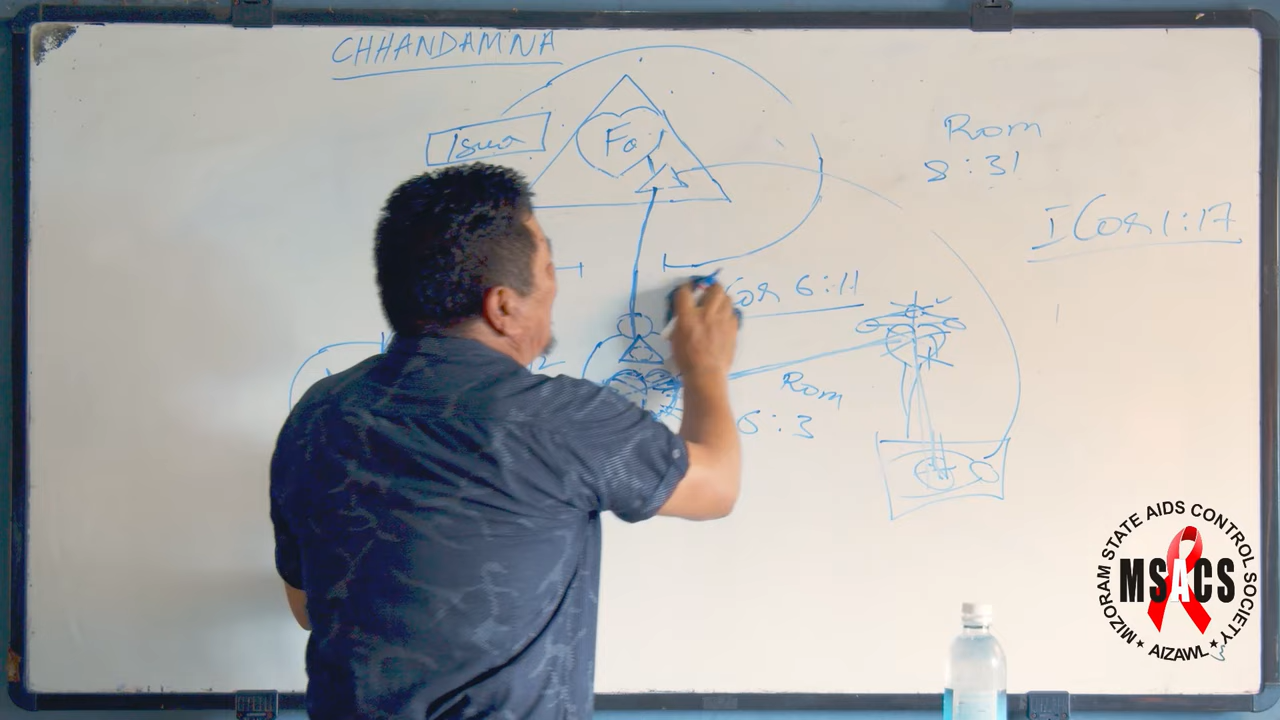 CHHANDAMNA
Isua
Fa
Rom
8:31
I Cor 1:17
Cor 6:11
Rom
6:3
MIZORAM STATE AIDS CONTROL SOCIETY
MSACS
★ AIZAWL ★